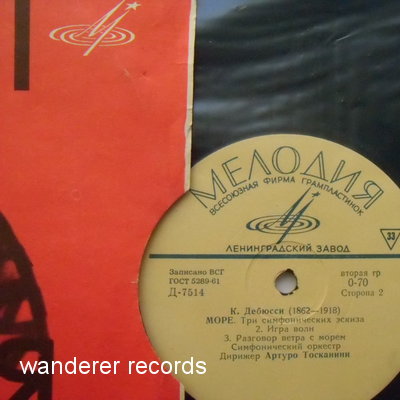 МЕЛОДИЯ
ВСЕСОЮЗНАЯ ФИРМА ГРАМПЛАСТИНОК
ЛЕНИНГРАДСКИЙ ЗАВОД
33
Записано ВСГ
ГОСТ 5289-61
Д-7514
вторая гр
0-70
Сторона 2
К. Дебюсси (1862—1918)
МОРЕ. Три симфонических эскиза
2. Игра волн
3. Разговор ветра с морем
Симфонический оркестр
Дирижер Артуро Тосканини
wanderer records